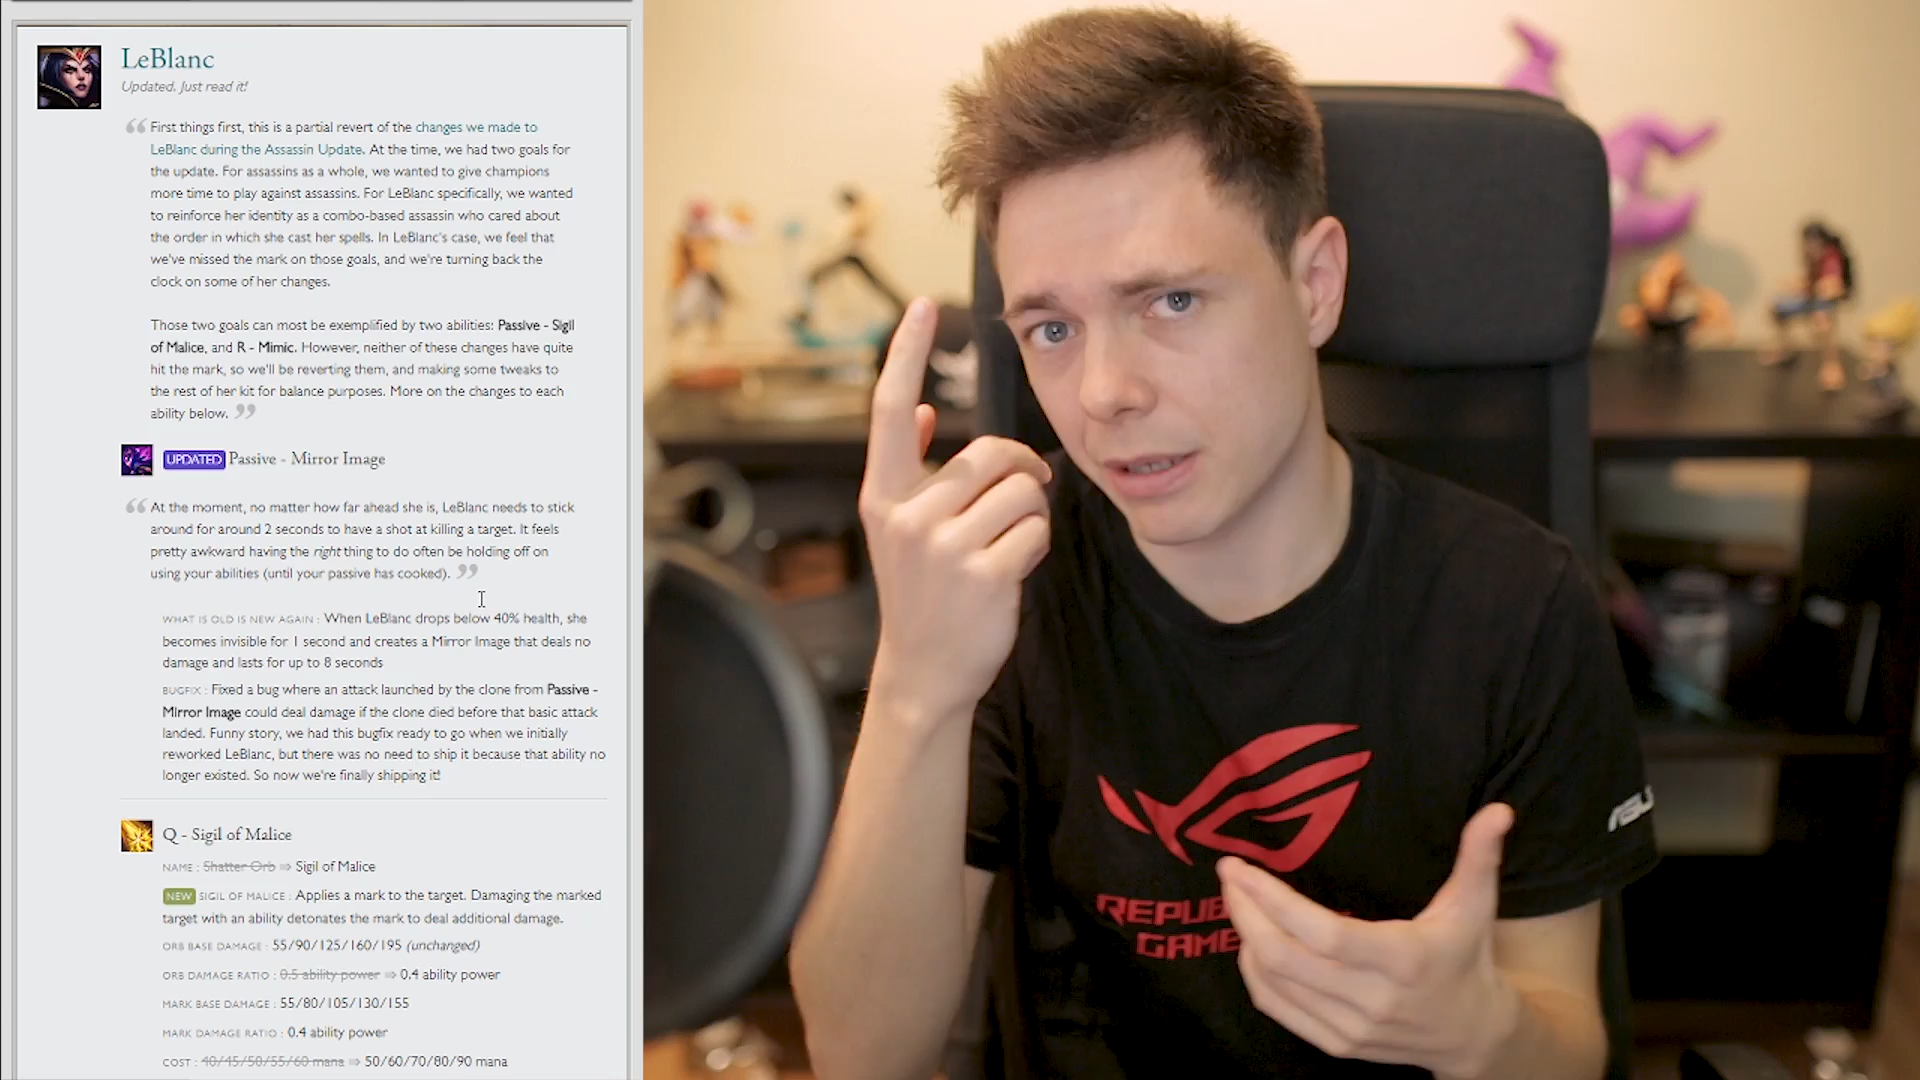 LeBlanc
Updated. Just read it!
First things first, this is a partial revert of the changes we made to
LeBlanc during the Assassin Update. At the time, we had two goals for
the update. For assassins as a whole, we wanted to give champions
more time to play against assassins. For LeBlanc specifically, we wanted
to reinforce her identity as a combo-based assassin who cared about
the order in which she cast her spells. In LeBlanc's case, we feel that
we've missed the mark on those goals, and we're turning back the
clock on some of her changes.
Those two goals can most be exemplified by two abilities: Passive - Sigil
of Malice, and R - Mimic. However, neither of these changes have quite
hit the mark, so we'll be reverting them, and making some tweaks to
the rest of her kit for balance purposes. More on the changes to each
ability below.
UPDATED Passive - Mirror Image
At the moment, no matter how far ahead she is, LeBlanc needs to stick
around for around 2 seconds to have a shot at killing a target. It feels
pretty awkward having the right thing to do often be holding off on
using your abilities (until your passive has cooked).
WHAT IS OLD IS NEW AGAIN : When LeBlanc drops below 40% health, she
becomes invisible for 1 second and creates a Mirror Image that deals no
damage and lasts for up to 8 seconds
BUGFIX : Fixed a bug where an attack launched by the clone from Passive -
Mirror Image could deal damage if the clone died before that basic attack
landed. Funny story, we had this bugfix ready to go when we initially
reworked LeBlanc, but there was no need to ship it because that ability no
longer existed. So now we're finally shipping it!
Q - Sigil of Malice
NAME : Shatter Orb ⇒ Sigil of Malice
NEW SIGIL OF MALICE : Applies a mark to the target. Damaging the marked
target with an ability detonates the mark to deal additional damage.
ORB BASE DAMAGE : 55/90/125/160/195 (unchanged)
ORB DAMAGE RATIO : 0.5 ability power ⇒ 0.4 ability power
MARK BASE DAMAGE : 55/80/105/130/155
MARK DAMAGE RATIO : 0.4 ability power
COST : 40/45/50/55/60 mana ⇒ 50/60/70/80/90 mana